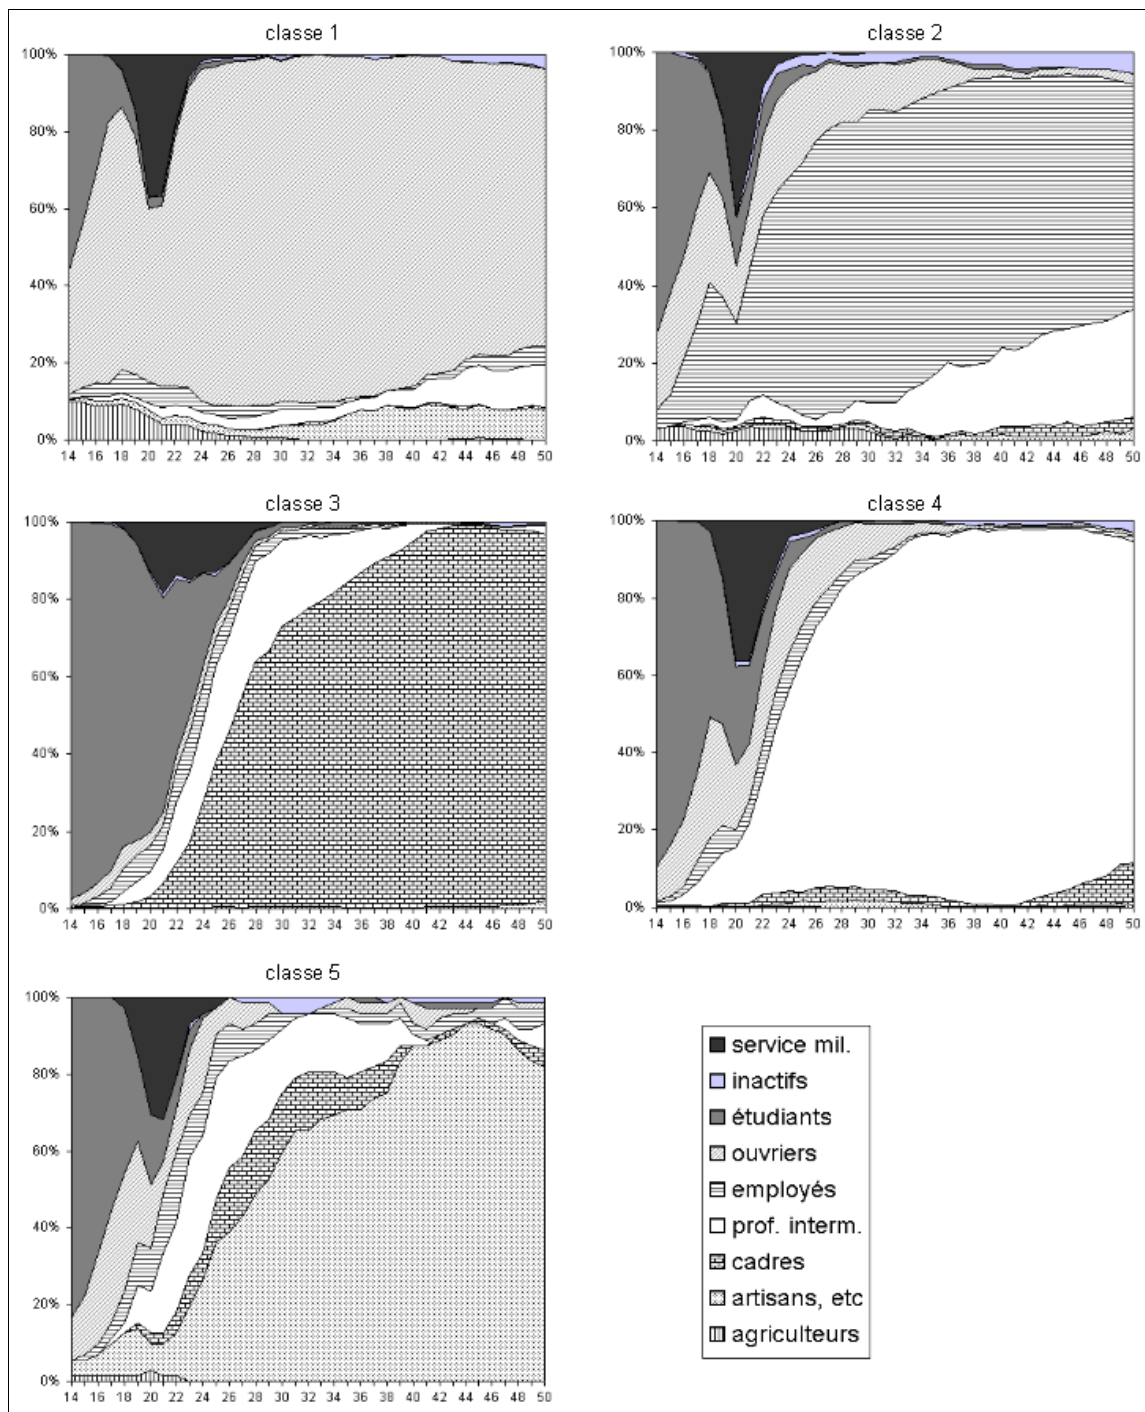 classe 1
100%
80%
60%
40%
20%
0%
14 16 18 20 22 24 26 28 30 32 34 36 38 40 42 44 46 48 50
classe 2
100%
80%
60%
40%
20%
0%
14 16 18 20 22 24 26 28 30 32 34 36 38 40 42 44 46 48 50
classe 3
100%
80%
60%
40%
20%
0%
14 16 18 20 22 24 26 28 30 32 34 36 38 40 42 44 46 48 50
classe 4
100%
80%
60%
40%
20%
0%
14 16 18 20 22 24 26 28 30 32 34 36 38 40 42 44 46 48 50
classe 5
100%
80%
60%
40%
20%
0%
14 16 18 20 22 24 26 28 30 32 34 36 38 40 42 44 46 48 50
service mil.
inactifs
étudiants
ouvriers
employés
prof. interm.
cadres
artisans, etc
agriculteurs